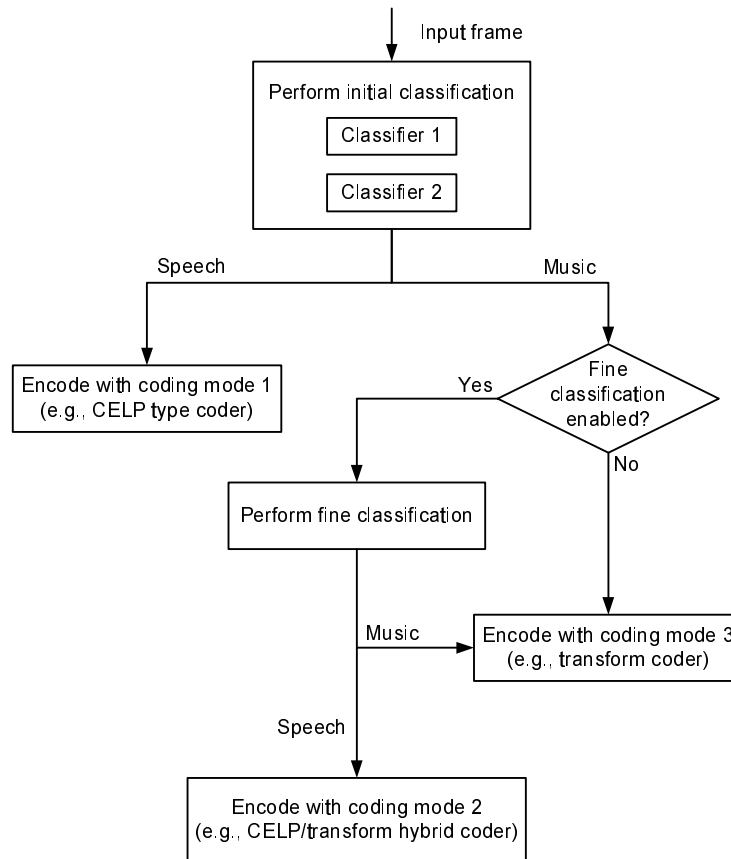 Input frame
Perform initial classification
Classifier 1
Classifier 2
Speech
Music
Encode with coding mode 1
(e.g., CELP type coder)
Fine
classification
enabled?
Yes
No
Perform fine classification
Music
Encode with coding mode 3
(e.g., transform coder)
Speech
Encode with coding mode 2
(e.g., CELP/transform hybrid coder)